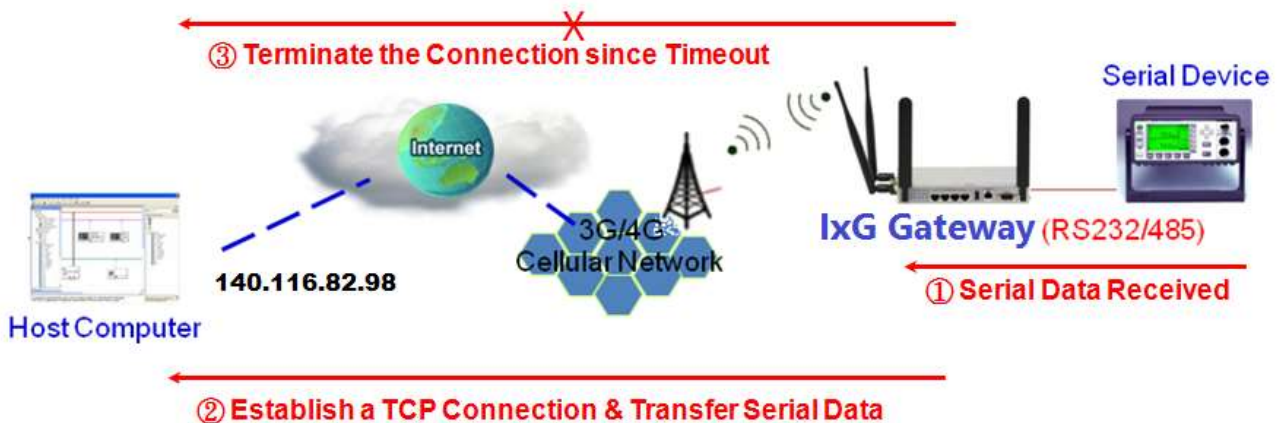 ③ Terminate the Connection since Timeout
Serial Device
Internet
3G/4G
Cellular Network
IxG Gateway (RS232/485)
140.116.82.98
① Serial Data Received
Host Computer
② Establish a TCP Connection & Transfer Serial Data